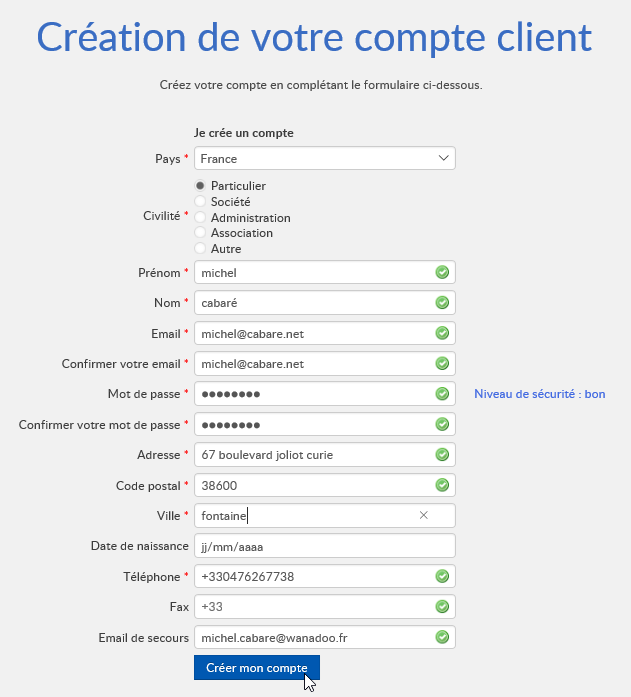 Création de votre compte client
Créez votre compte en complétant le formulaire ci-dessous.
Je crée un compte
Pays * France
Civilité *
Particulier
Société
Administration
Association
Autre
Prénom * michel
Nom * cabaré
Email * michel@cabare.net
Confirmer votre email * michel@cabare.net
Mot de passe * ●●●●●●●● Niveau de sécurité : bon
Confirmer votre mot de passe * ●●●●●●●●
Adresse * 67 boulevard joliot curie
Code postal * 38600
Ville * fontaine
Date de naissance jj/mm/aaaa
Téléphone * +330476267738
Fax +33
Email de secours michel.cabare@wanadoo.fr
Créer mon compte